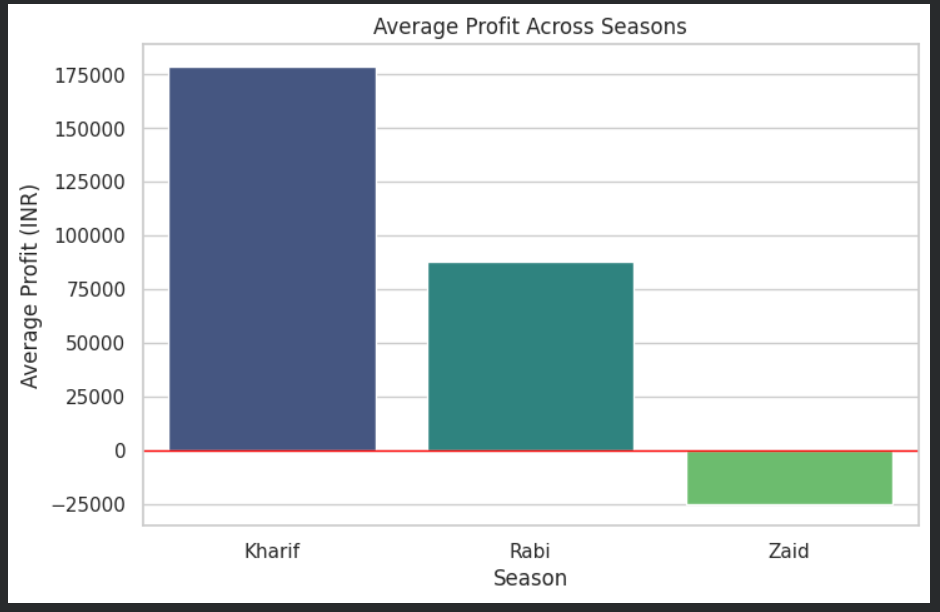 Average Profit Across Seasons
Average Profit (INR)
175000
150000
125000
100000
75000
50000
25000
0
−25000
Kharif
Rabi
Zaid
Season